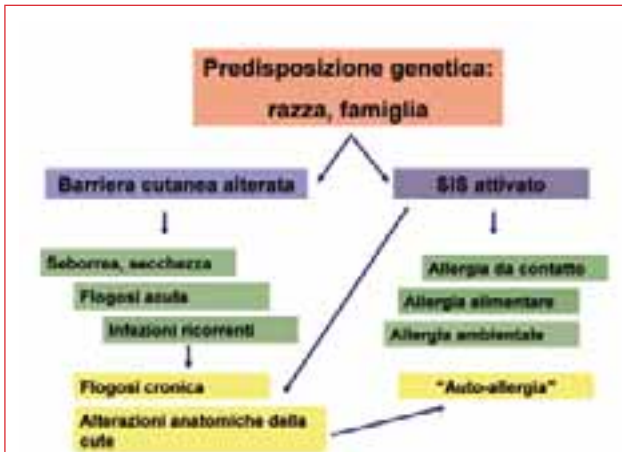 Predisposizione genetica:
razza, famiglia
Barriera cutanea alterata
SIS attivato
Seborrea, secchezza
Flogosi acuta
Infezioni ricorrenti
Allergia da contatto
Allergia alimentare
Allergia ambientale
Flogosi cronica
Alterazioni anatomiche della
cute
"Auto-allergia"